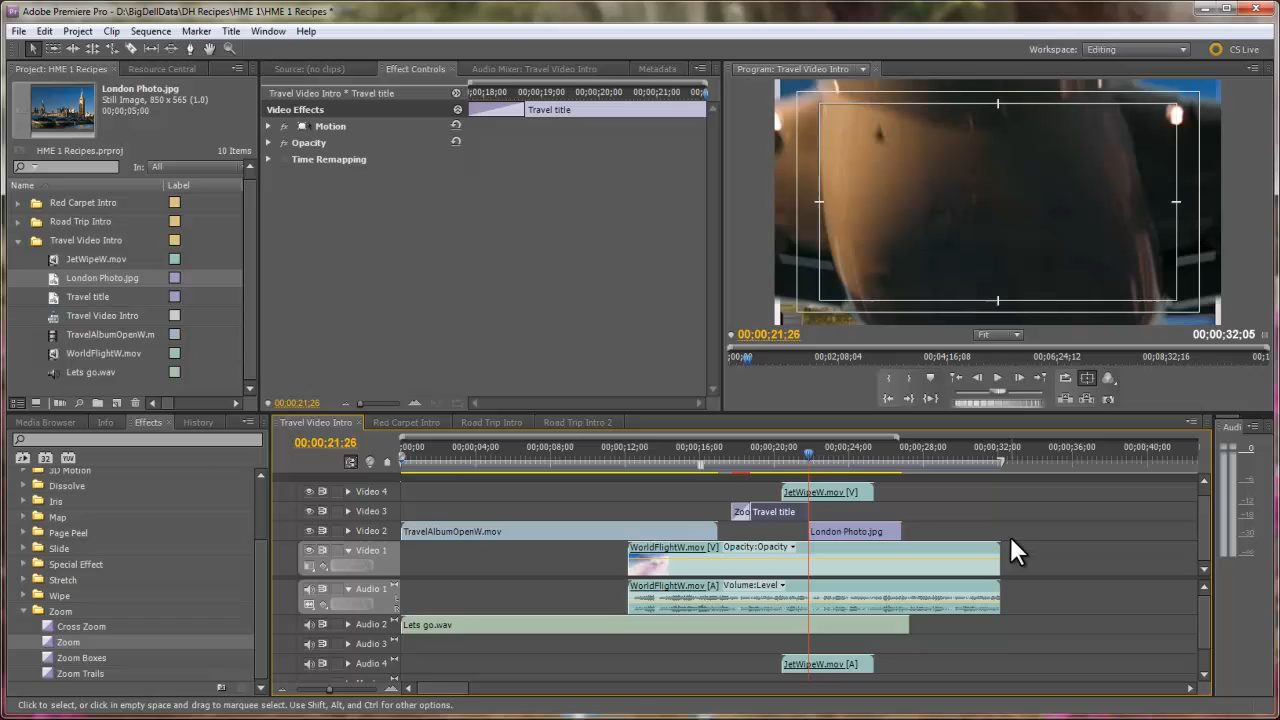 Adobe Premiere Pro - D:\BigDellData\DH Recipes\HME 1\HME 1 Recipes *
File Edit Project Clip Sequence Marker Title Window Help
Workspace: Editing CS Live
Project: HME 1 Recipes Resource Central
London Photo.jpg
Still Image, 850 x 565 (1.0)
00;00;05;00
HME 1 Recipes.prproj 10 Items
In: All
Name Label
Red Carpet Intro
Road Trip Intro
Travel Video Intro
JetWipeW.mov
London Photo.jpg
Travel title
Travel Video Intro
TravelAlbumOpenW.m
WorldFlightW.mov
Lets go.wav
Source: (no clips) Effect Controls Audio Mixer: Travel Video Intro Metadata
Travel Video Intro * Travel title
;00;18;00 00;00;19;00 00;00;20;00 00;00;21;00 00;0
Video Effects Travel title
fx Motion
fx Opacity
Time Remapping
00;00;21;26
Program: Travel Video Intro
00;00;21;26 Fit 00;00;32;05
;00;00 00;02;08;04 00;04;16;08 00;06;24;12 00;08;32;16 00;1
Media Browser Info Effects History
32 YUV
3D Motion
Dissolve
Iris
Map
Page Peel
Slide
Special Effect
Stretch
Wipe
Zoom
Cross Zoom
Zoom
Zoom Boxes
Zoom Trails
Travel Video Intro Red Carpet Intro Road Trip Intro Road Trip Intro 2
00;00;21;26
;00;00 00;00;04;00 00;00;08;00 00;00;12;00 00;00;16;00 00;00;20;00 00;00;24;00 00;00;28;00 00;00;32;00 00;00;36;00 00;00;40;00
Video 4 JetWipeW.mov [V]
Video 3 Zoo Travel title
Video 2 TravelAlbumOpenW.mov London Photo.jpg
Video 1 WorldFlightW.mov [V] Opacity:Opacity
Audio 1 WorldFlightW.mov [A] Volume:Level
L
R
Audio 2 Lets go.wav
Audio 3
Audio 4 JetWipeW.mov [A]
Audi
0
Click to select, or click in empty space and drag to marquee select. Use Shift, Alt, and Ctrl for other options.